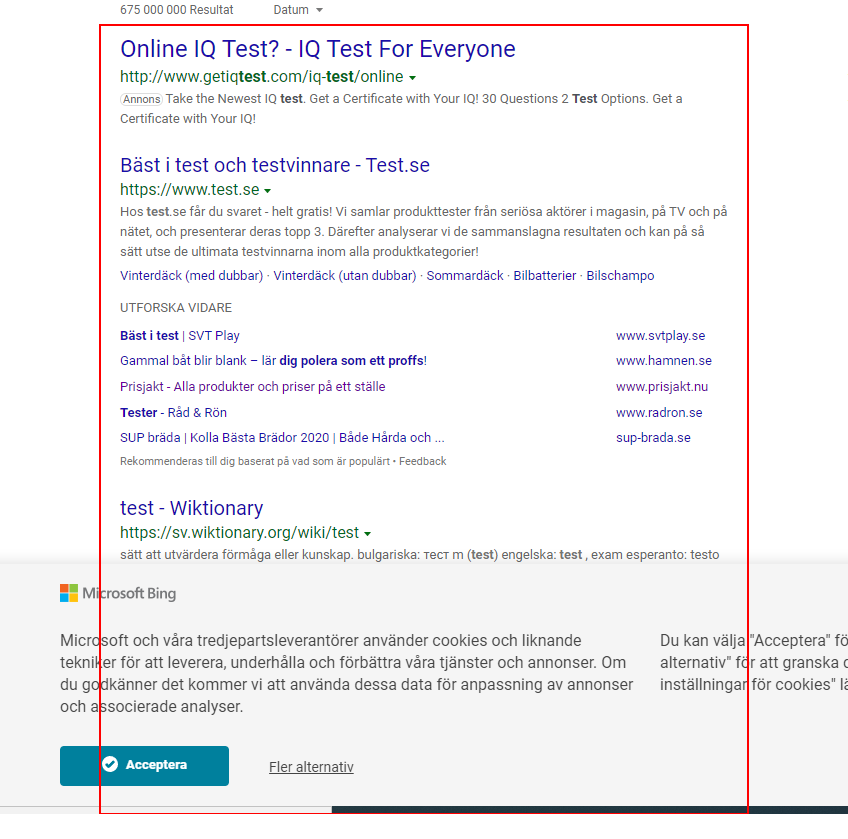 675 000 000 Resultat Datum
Online IQ Test? - IQ Test For Everyone
http://www.getiqtest.com/iq-test/online
Annons Take the Newest IQ test. Get a Certificate with Your IQ! 30 Questions 2 Test Options. Get a
Certificate with Your IQ!
Bäst i test och testvinnare - Test.se
https://www.test.se
Hos test.se får du svaret - helt gratis! Vi samlar produkttester från seriösa aktörer i magasin, på TV och på
nätet, och presenterar deras topp 3. Därefter analyserar vi de sammanslagna resultaten och kan på så
sätt utse de ultimata testvinnarna inom alla produktkategorier!
Vinterdäck (med dubbar) · Vinterdäck (utan dubbar) · Sommardäck · Bilbatterier · Bilschampo
UTFORSKA VIDARE
Bäst i test | SVT Play www.svtplay.se
Gammal båt blir blank – lär dig polera som ett proffs! www.hamnen.se
Prisjakt - Alla produkter och priser på ett ställe www.prisjakt.nu
Tester - Råd & Rön www.radron.se
SUP bräda | Kolla Bästa Brädor 2020 | Både Hårda och ... sup-brada.se
Rekommenderas till dig baserat på vad som är populärt • Feedback
test - Wiktionary
https://sv.wiktionary.org/wiki/test
sätt att utvärdera förmåga eller kunskap. bulgariska: тест m (test) engelska: test , exam esperanto: testo
Microsoft Bing
Microsoft och våra tredjepartsleverantörer använder cookies och liknande
tekniker för att leverera, underhålla och förbättra våra tjänster och annonser. Om
du godkänner det kommer vi att använda dessa data för anpassning av annonser
och associerade analyser.
Du kan välja "Acceptera" fö
alternativ" för att granska
inställningar för cookies" lä
Acceptera Fler alternativ